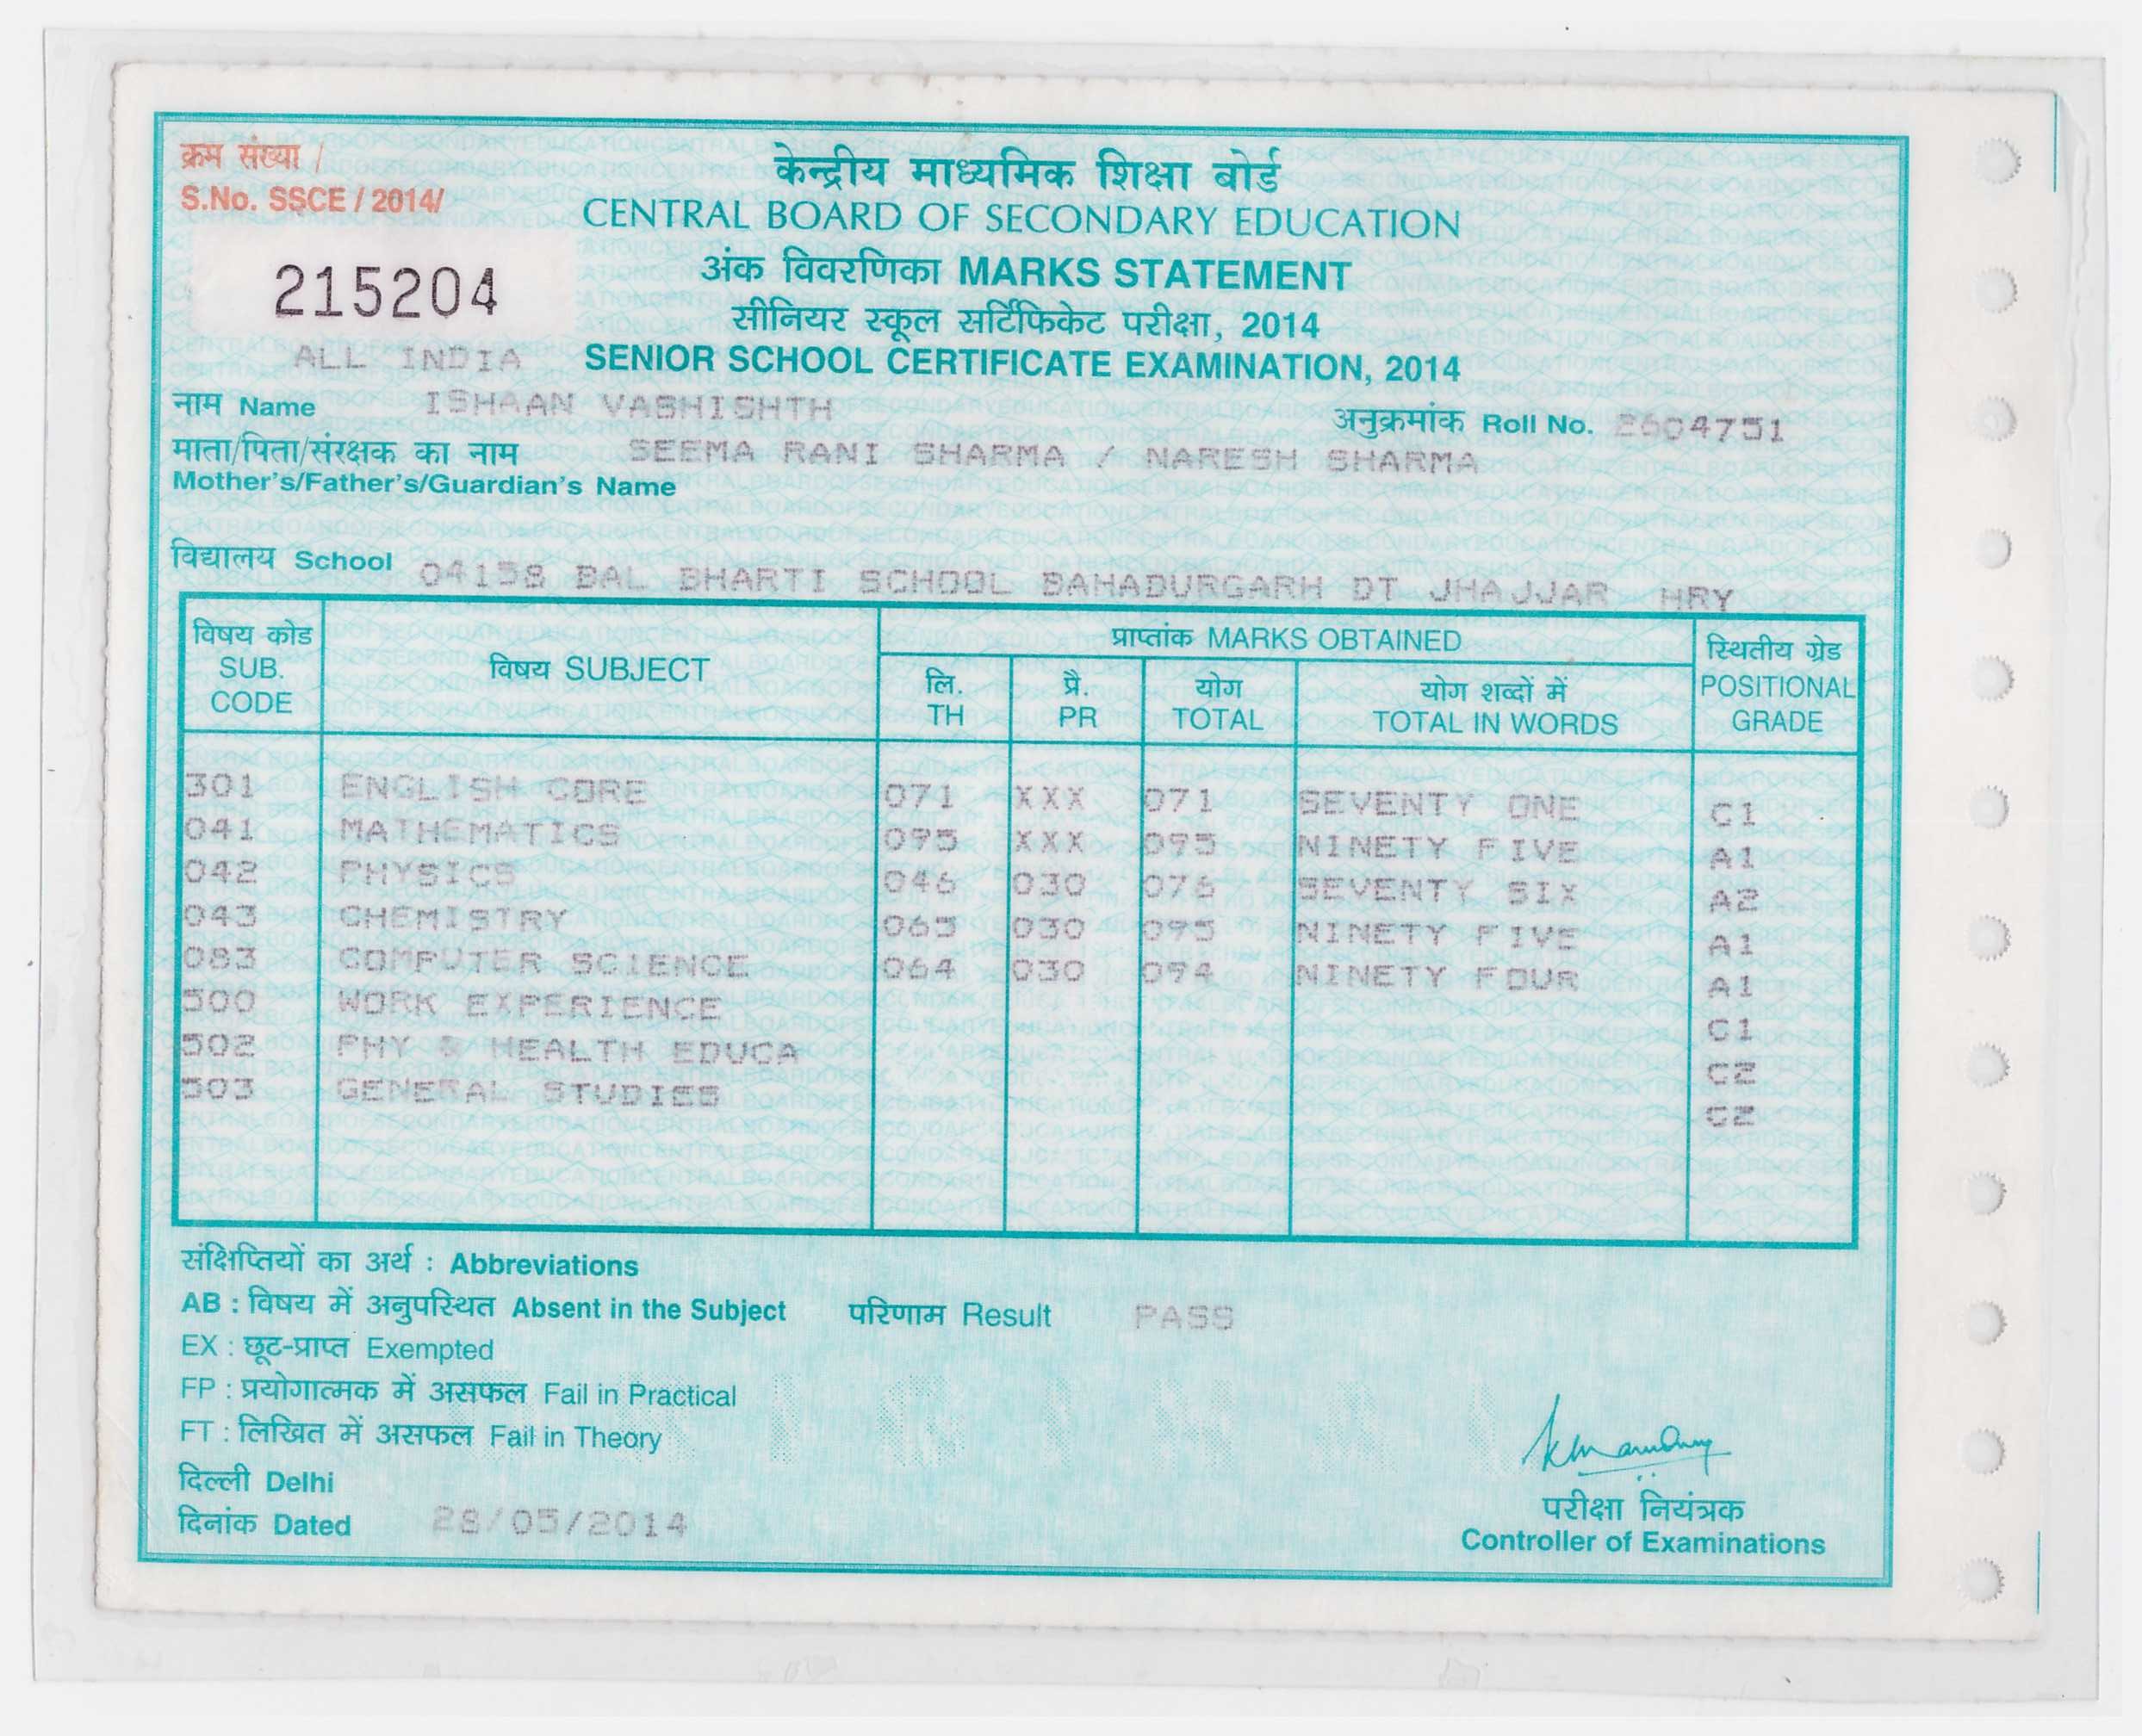 क्रम संख्या /
S.No. SSCE / 2014/
215204
ALL INDIA
केन्द्रीय माध्यमिक शिक्षा बोर्ड
CENTRAL BOARD OF SECONDARY EDUCATION
अंक विवरणिका MARKS STATEMENT
सीनियर स्कूल सर्टिफिकेट परीक्षा, 2014
SENIOR SCHOOL CERTIFICATE EXAMINATION, 2014
नाम Name ISHAAN VASHISHTH
अनुक्रमांक Roll No. 2604751
माता/पिता/संरक्षक का नाम SEEMA RANI SHARMA / NARESH SHARMA
Mother's/Father's/Guardian's Name
विद्यालय School 04158 BAL BHARTI SCHOOL BAHADURGARH DT JHAJJAR HRY
विषय कोड विषय SUBJECT प्राप्तांक MARKS OBTAINED स्थितीय ग्रेड
SUB. लि. प्रै. योग योग शब्दों में POSITIONAL
CODE TH PR TOTAL TOTAL IN WORDS GRADE
301 ENGLISH CORE 071 XXX 071 SEVENTY ONE C1
041 MATHEMATICS 095 XXX 095 NINETY FIVE A1
042 PHYSICS 046 030 076 SEVENTY SIX A2
043 CHEMISTRY 065 030 095 NINETY FIVE A1
083 COMPUTER SCIENCE 064 030 094 NINETY FOUR A1
500 WORK EXPERIENCE C1
502 PHY & HEALTH EDUCA C2
503 GENERAL STUDIES C2
संक्षिप्तियों का अर्थ : Abbreviations
AB : विषय में अनुपस्थित Absent in the Subject परिणाम Result PASS
EX : छूट-प्राप्त Exempted
FP : प्रयोगात्मक में असफल Fail in Practical
FT : लिखित में असफल Fail in Theory
दिल्ली Delhi
दिनांक Dated 28/05/2014
परीक्षा नियंत्रक
Controller of Examinations